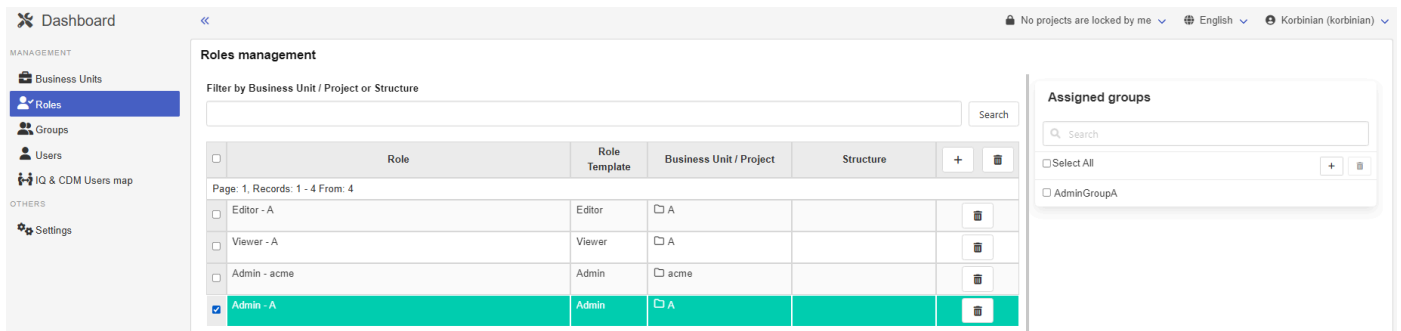 Dashboard
No projects are locked by me
English
Korbinian (korbinian)
MANAGEMENT
Business Units
Roles
Groups
Users
IQ & CDM Users map
OTHERS
Settings
Roles management
Filter by Business Unit / Project or Structure
Search
Role
Role Template
Business Unit / Project
Structure
+
Page: 1, Records: 1 - 4 From: 4
Editor - A Editor A
Viewer - A Viewer A
Admin - acme Admin acme
Admin - A Admin A
Assigned groups
Search
Select All
+
AdminGroupA